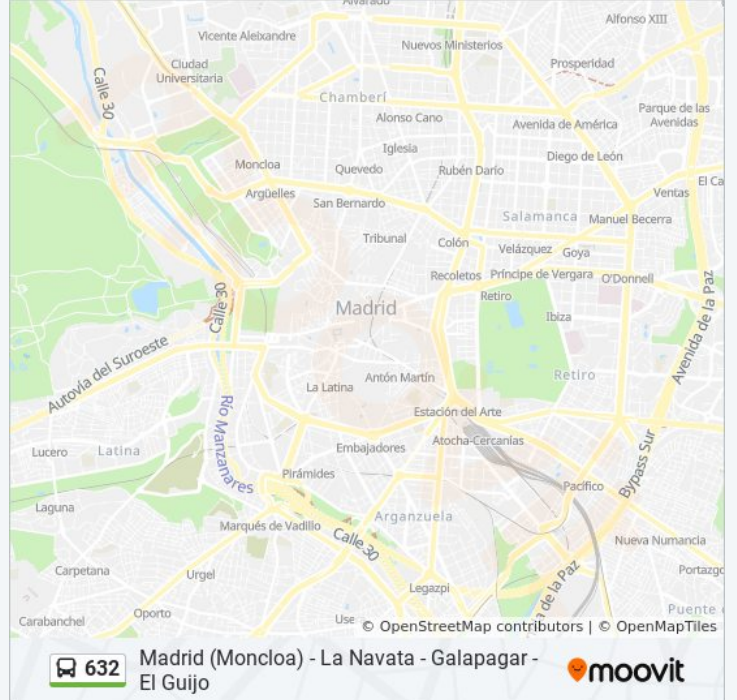 Alvarado
Alfonso XIII
Vicente Aleixandre
Nuevos Ministerios
Ciudad
Universitaria
Prosperidad
Calle 30
Chamberí
Parque de las
Avenidas
Alonso Cano
Avenida de América
Iglesia
Diego de León
Moncloa
Quevedo
Rubén Darío
El Ca
Argüelles
Ventas
San Bernardo
Salamanca
Manuel Becerra
Tribunal
Colón
Velázquez
Goya
Recoletos
Príncipe de Vergara
O'Donnell
Calle 30
Retiro
Madrid
Ibiza
Avenida de la Paz
Autovía del Suroeste
Antón Martín
Retiro
La Latina
Río Manzanares
Estación del Arte
Atocha-Cercanías
Lucero
Latina
Embajadores
Bypass Sur
Pirámides
Pacífico
Laguna
Arganzuela
Marqués de Vadillo
Calle 30
Nueva Numancia
Carpetana
Urgel
Portazgo
Legazpi
a de la Paz
Oporto
Puente
Carabanchel
Use
© OpenStreetMap contributors | © OpenMapTiles
632
Madrid (Moncloa) - La Navata - Galapagar -
El Guijo
moovit